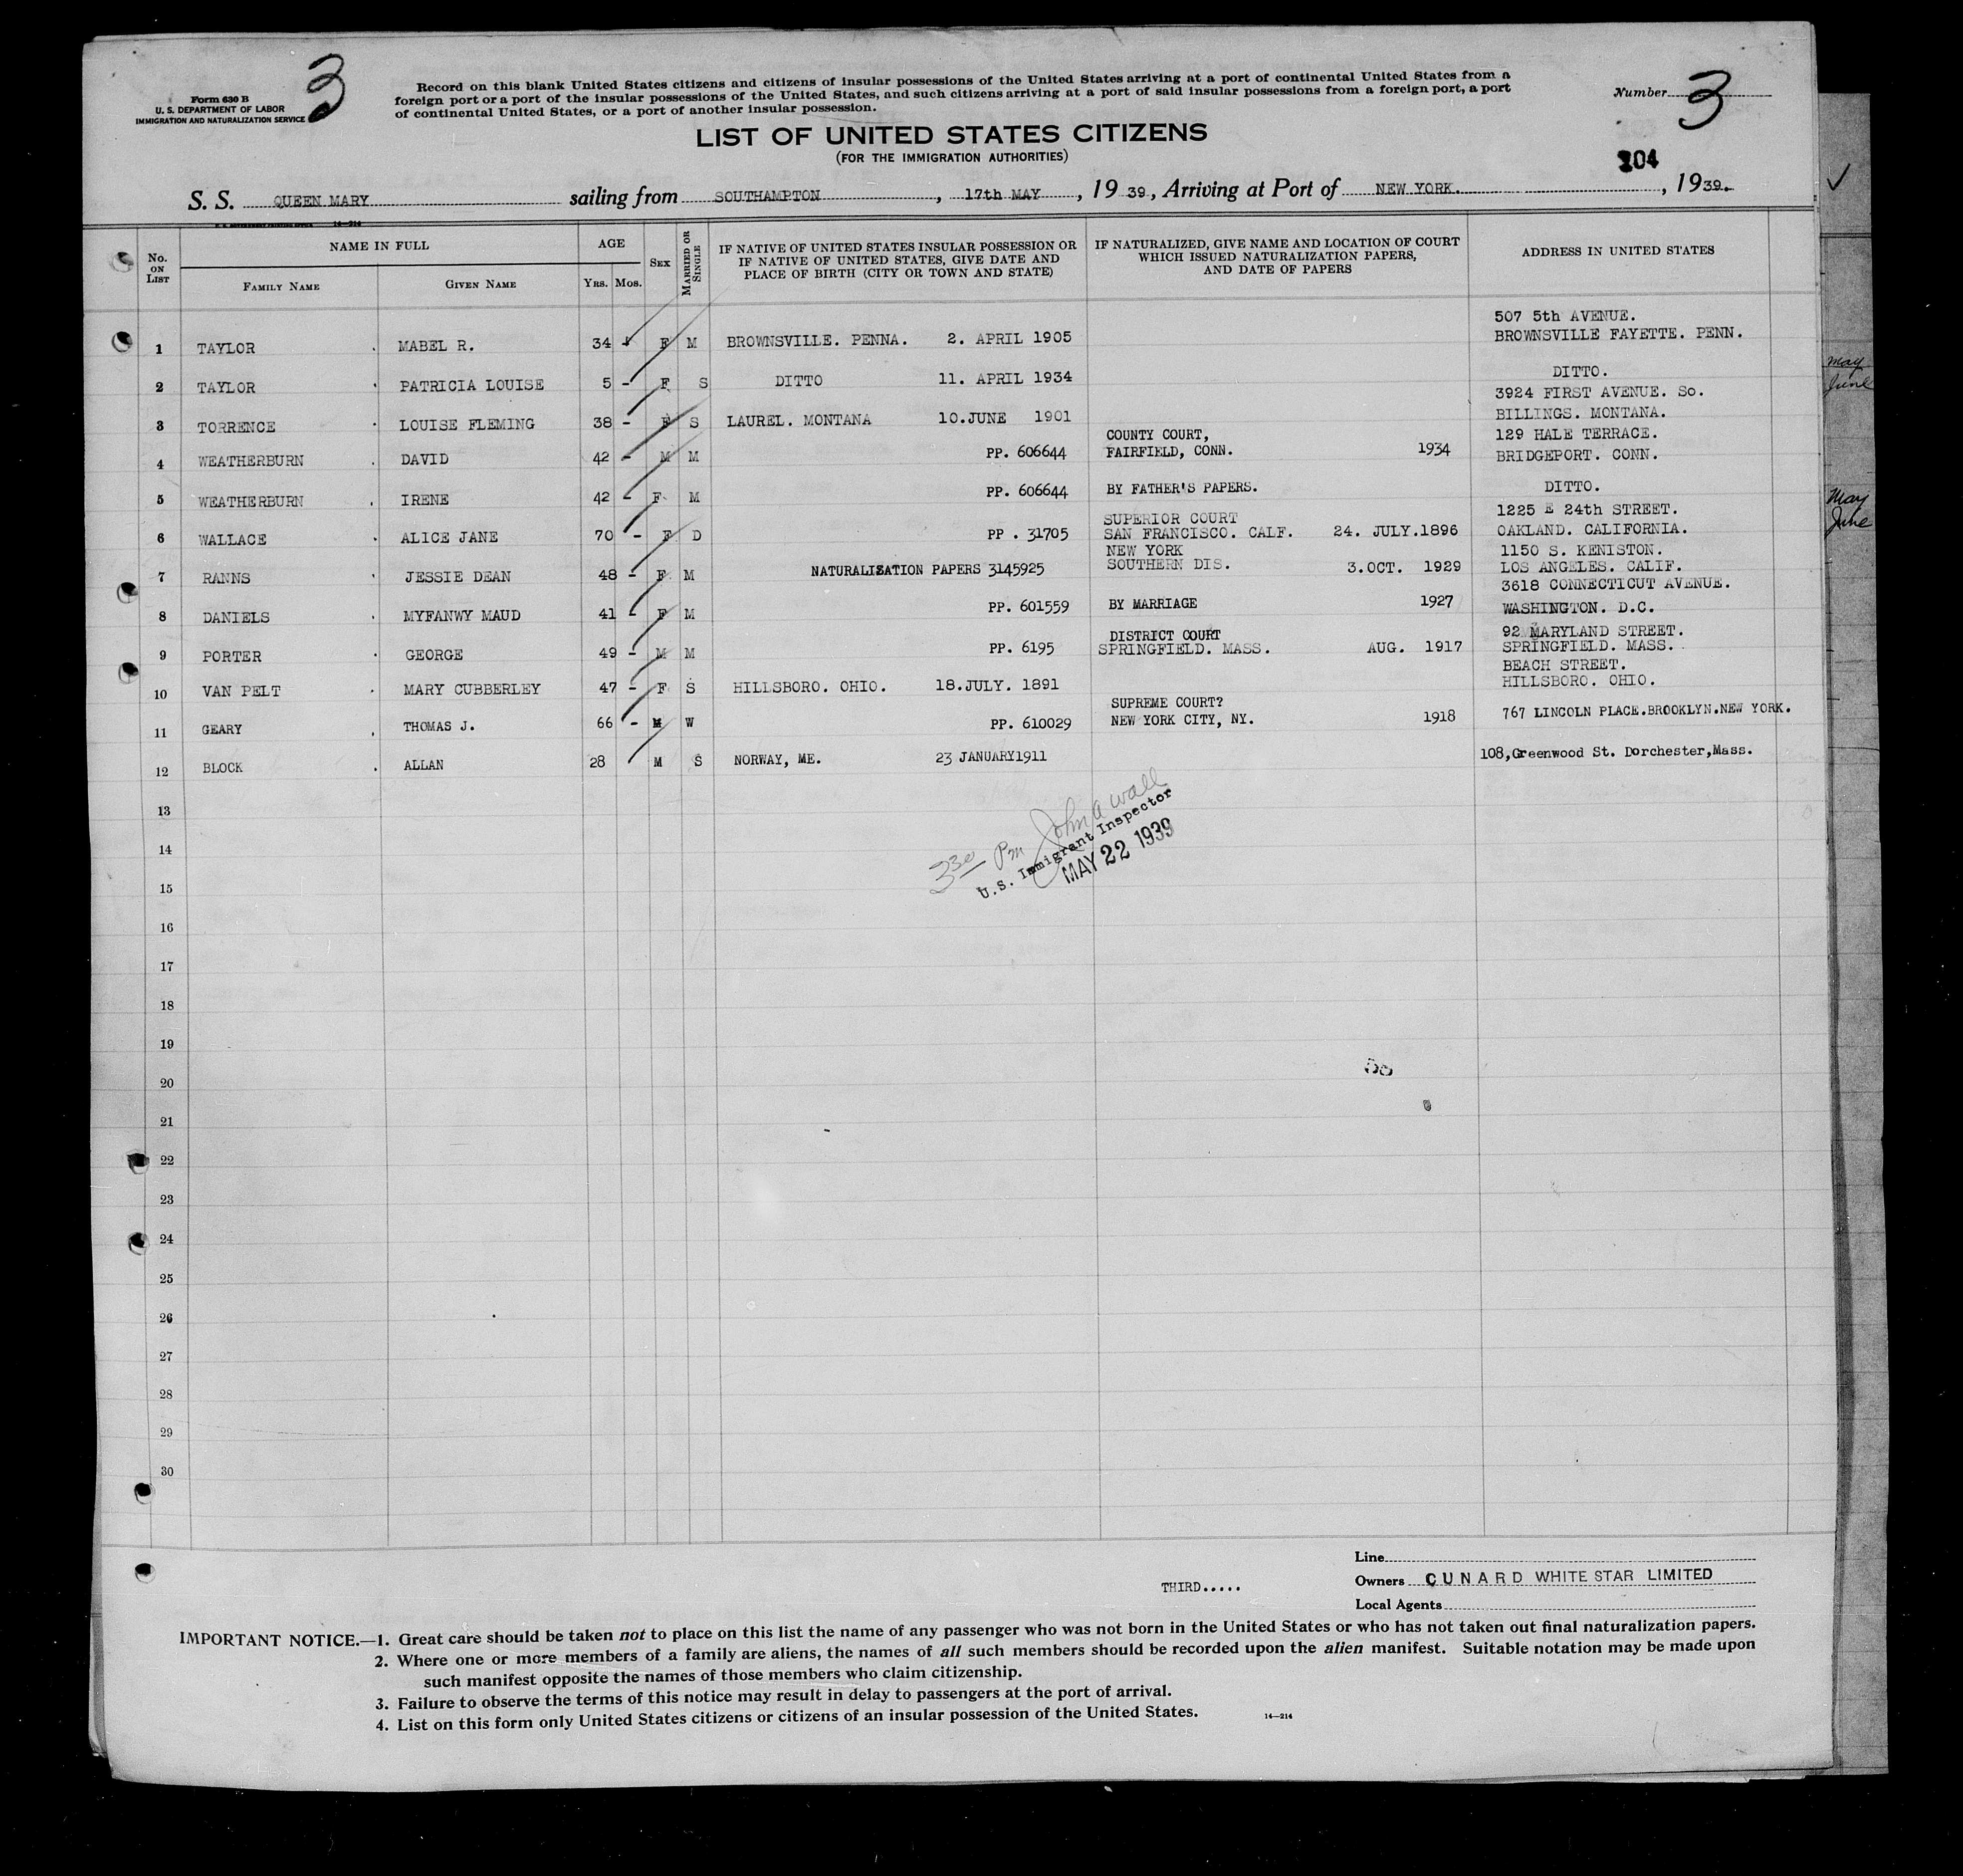 3
Form 630 B
U. S. DEPARTMENT OF LABOR
IMMIGRATION AND NATURALIZATION SERVICE
Record on this blank United States citizens and citizens of insular possessions of the United States arriving at a port of continental United States from a
foreign port or a port of the insular possessions of the United States, and such citizens arriving at a port of said insular possessions from a foreign port, a port
of continental United States, or a port of another insular possession.
Number 3
LIST OF UNITED STATES CITIZENS
(FOR THE IMMIGRATION AUTHORITIES)
104
S. S. QUEEN MARY sailing from SOUTHAMPTON, 17th MAY, 1939, Arriving at Port of NEW YORK., 1939.
No. ON LIST
NAME IN FULL
FAMILY NAME
GIVEN NAME
AGE
YRS. MOS.
SEX
MARRIED OR SINGLE
IF NATIVE OF UNITED STATES INSULAR POSSESSION OR
IF NATIVE OF UNITED STATES, GIVE DATE AND
PLACE OF BIRTH (CITY OR TOWN AND STATE)
IF NATURALIZED, GIVE NAME AND LOCATION OF COURT
WHICH ISSUED NATURALIZATION PAPERS,
AND DATE OF PAPERS
ADDRESS IN UNITED STATES
507 5th AVENUE.
1 TAYLOR MABEL R. 34 F M BROWNSVILLE. PENNA. 2. APRIL 1905 BROWNSVILLE FAYETTE. PENN.
2 TAYLOR PATRICIA LOUISE 5 - F S DITTO 11. APRIL 1934 DITTO.
3924 FIRST AVENUE. So.
3 TORRENCE LOUISE FLEMING 38 - F S LAUREL. MONTANA 10.JUNE 1901 BILLINGS. MONTANA.
COUNTY COURT, 129 HALE TERRACE.
4 WEATHERBURN DAVID 42 - M M PP. 606644 FAIRFIELD, CONN. 1934 BRIDGEPORT. CONN.
5 WEATHERBURN IRENE 42 - F M PP. 606644 BY FATHER'S PAPERS. DITTO.
SUPERIOR COURT 1225 E 24th STREET.
6 WALLACE ALICE JANE 70 - F D PP . 31705 SAN FRANCISCO. CALF. 24. JULY.1896 OAKLAND. CALIFORNIA.
NEW YORK 1150 S. KENISTON.
7 RANNS JESSIE DEAN 48 - F M NATURALIZATION PAPERS 3145925 SOUTHERN DIS. 3.OCT. 1929 LOS ANGELES. CALIF.
3618 CONNECTICUT AVENUE.
8 DANIELS MYFANWY MAUD 41 - F M PP. 601559 BY MARRIAGE 1927 WASHINGTON. D.C.
DISTRICT COURT 92 MARYLAND STREET.
9 PORTER GEORGE 49 - M M PP. 6195 SPRINGFIELD. MASS. AUG. 1917 SPRINGFIELD. MASS.
BEACH STREET.
10 VAN PELT MARY CUBBERLEY 47 - F S HILLSBORO. OHIO. 18.JULY. 1891 HILLSBORO. OHIO.
SUPREME COURT?
11 GEARY THOMAS J. 66 - M W PP. 610029 NEW YORK CITY, NY. 1918 767 LINCOLN PLACE.BROOKLYN.NEW YORK.
12 BLOCK ALLAN 28 M S NORWAY, ME. 23 JANUARY1911 108,Greenwood St. Dorchester,Mass.
13
14
15
16
17
18
19
20
21
22
23
24
25
26
27
28
29
30
3 30 Pm John A Wall
U.S. Immigrant Inspector
MAY 22 1939
May
June
May
June
THIRD.....
Line
Owners CUNARD WHITE STAR LIMITED
Local Agents
IMPORTANT NOTICE.—1. Great care should be taken not to place on this list the name of any passenger who was not born in the United States or who has not taken out final naturalization papers.
2. Where one or more members of a family are aliens, the names of all such members should be recorded upon the alien manifest. Suitable notation may be made upon
such manifest opposite the names of those members who claim citizenship.
3. Failure to observe the terms of this notice may result in delay to passengers at the port of arrival.
4. List on this form only United States citizens or citizens of an insular possession of the United States.
14—214